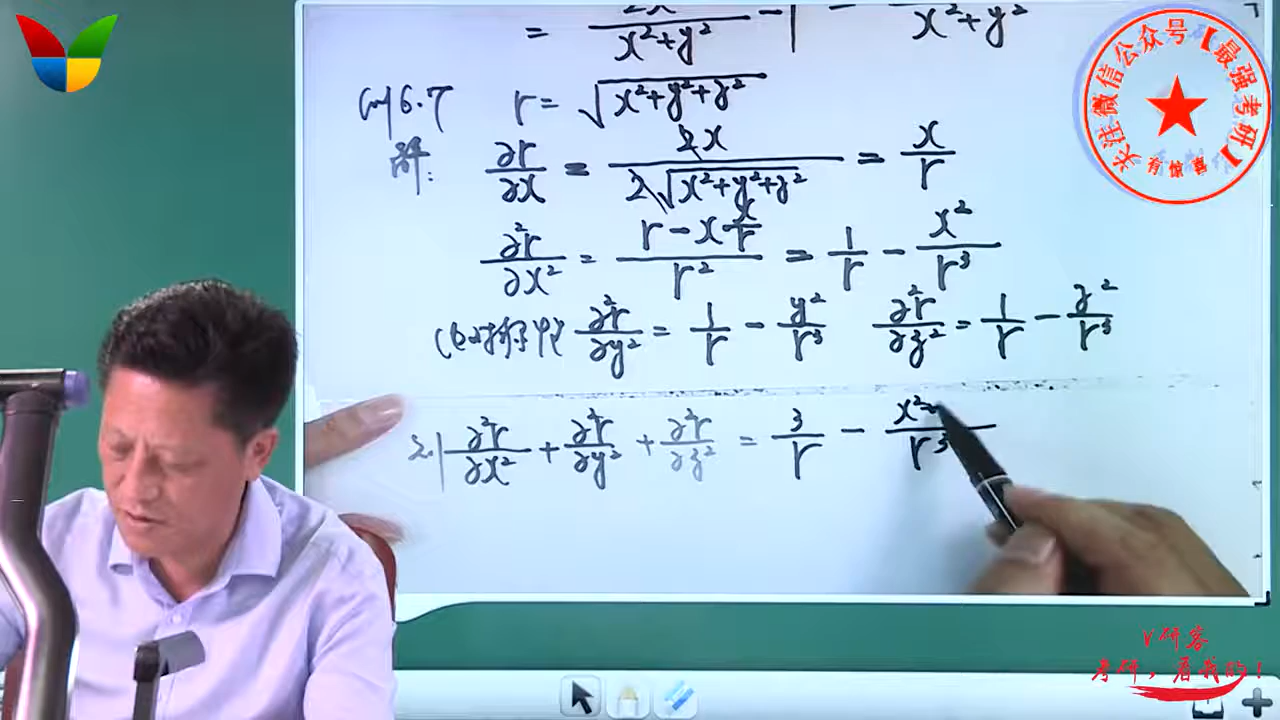 = 2x/(x²+y²) - 1 - /(x²+y²)
6.7 r = √(x²+y²+z²)
解: ∂r/∂x = 2x/(2√(x²+y²+z²)) = x/r
∂²r/∂x² = (r - x x/r)/r² = 1/r - x²/r³
∂²r/∂y² = 1/r - y²/r³ ∂²r/∂z² = 1/r - z²/r³
2.) ∂²r/∂x² + ∂²r/∂y² + ∂²r/∂z² = 3/r - x²/r³
关注微信公众号【最强考研】
有惊喜
V研客
考研，看我的！